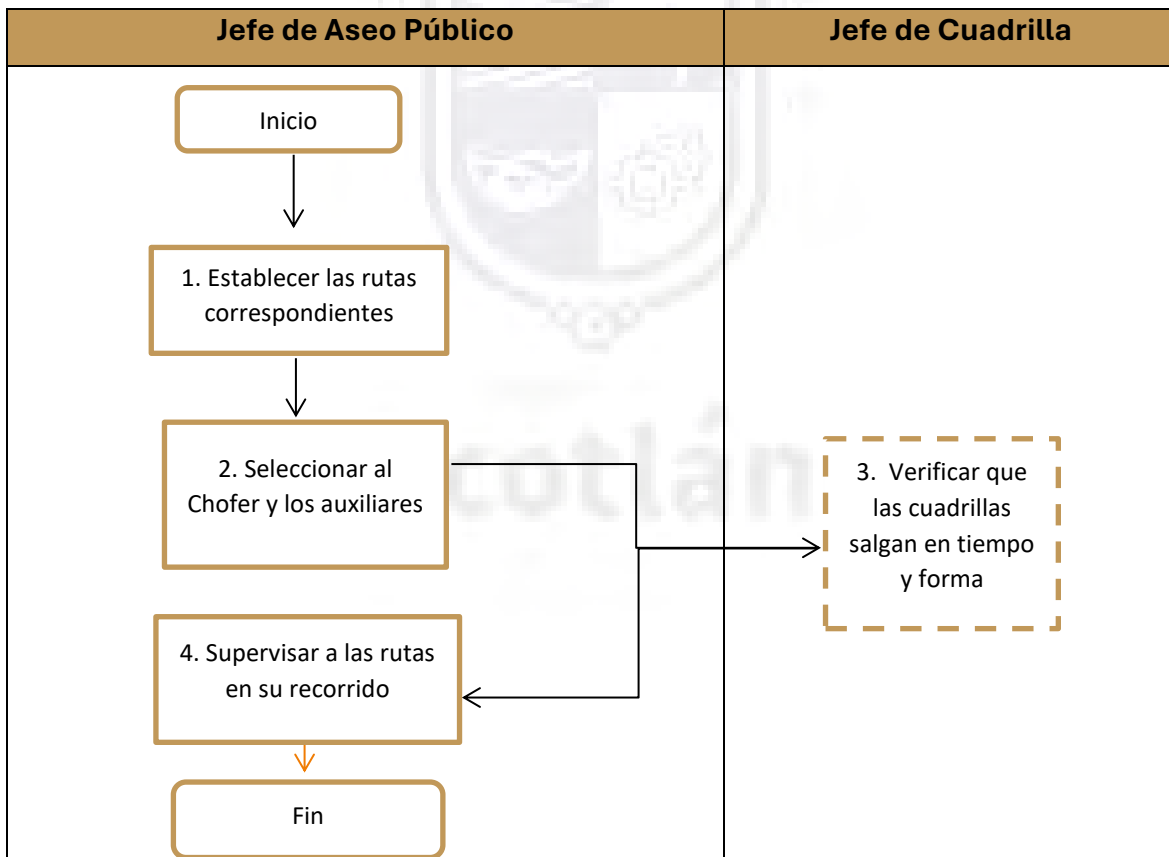 Jefe de Aseo Público
Jefe de Cuadrilla
Inicio
1. Establecer las rutas
correspondientes
2. Seleccionar al
Chofer y los auxiliares
cotlán
3. Verificar que
las cuadrillas
salgan en tiempo
y forma
4. Supervisar a las rutas
en su recorrido
Fin